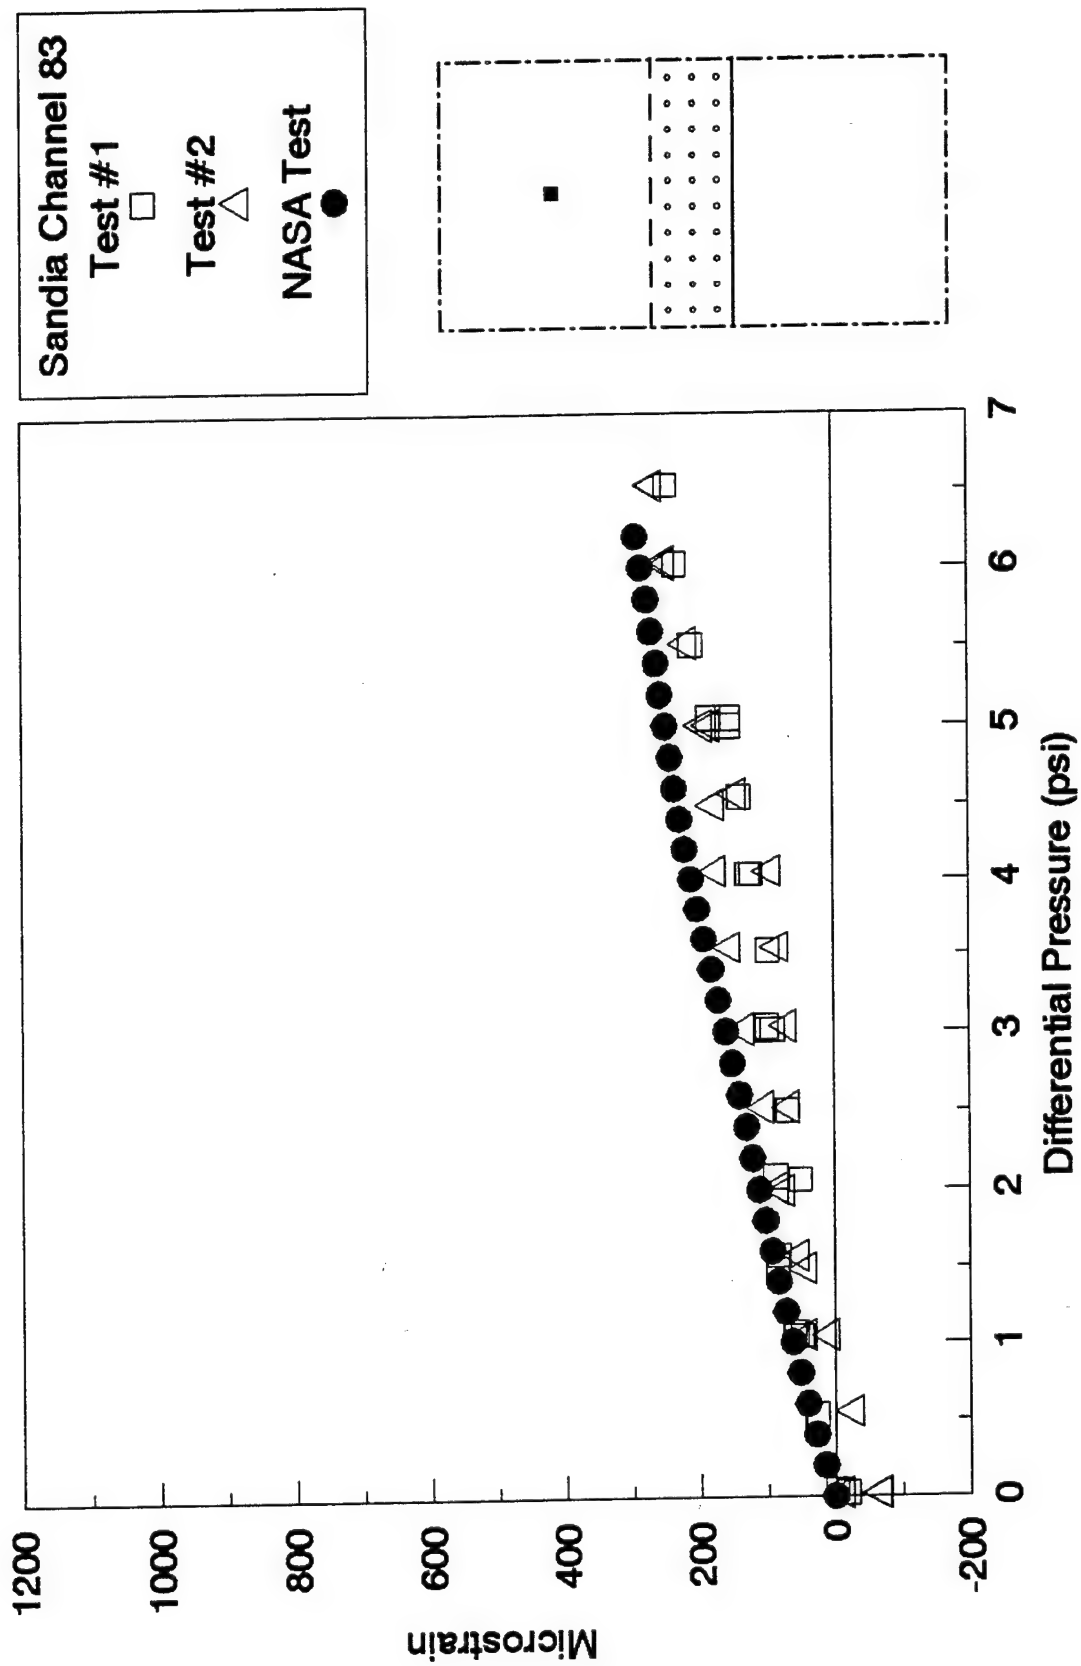 Sandia Channel 83
Test #1
Test #2
NASA Test
1200
1000
800
600
400
200
0
-200
Microstrain
0
1
2
3
4
5
6
7
Differential Pressure (psi)